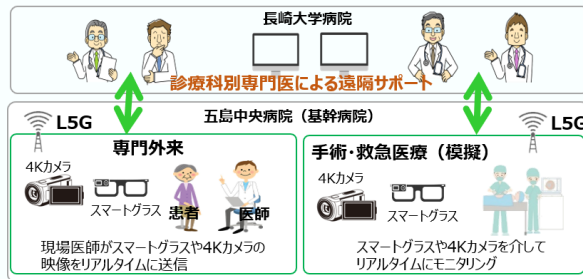 長崎大学病院
診療科別専門医による遠隔サポート
五島中央病院（基幹病院）
L5G
L5G
専門外来
4Kカメラ
スマートグラス
患者
医師
現場医師がスマートグラスや4Kカメラの
映像をリアルタイムに送信
手術・救急医療（模擬）
4Kカメラ
スマートグラス
スマートグラスや4Kカメラを介して
リアルタイムにモニタリング